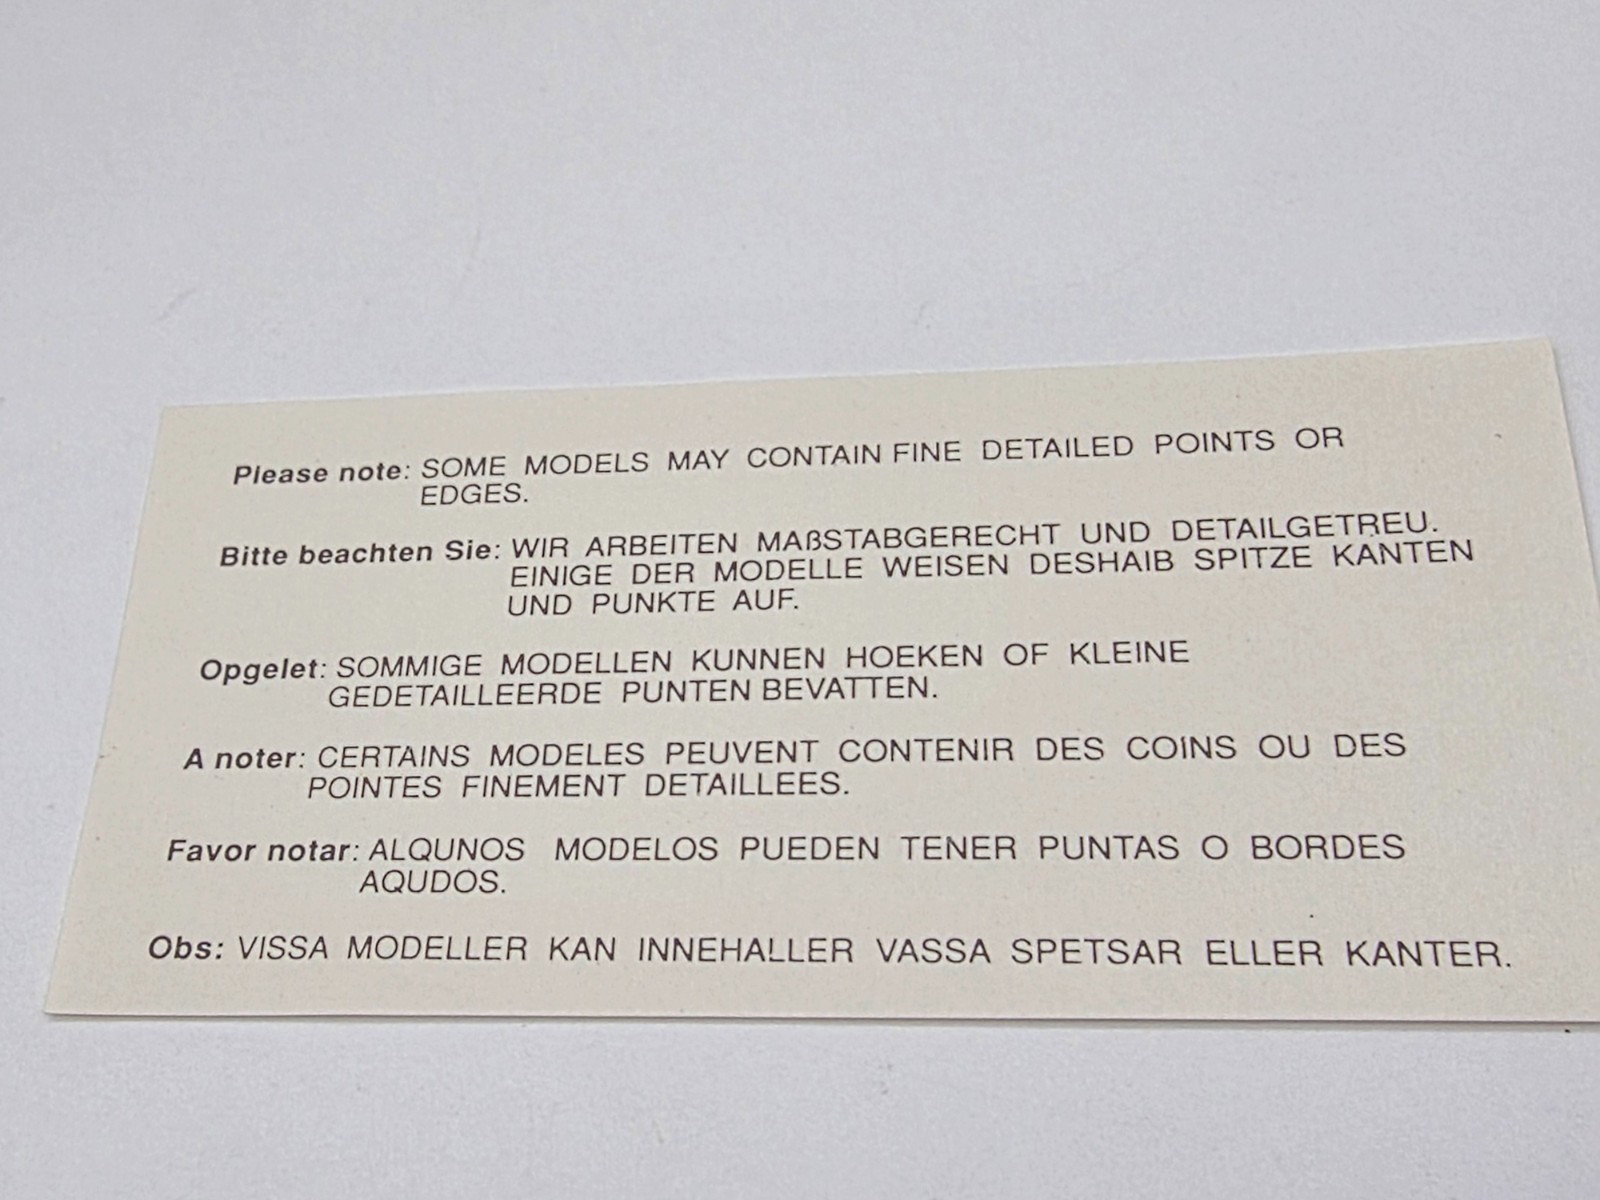 Please note: SOME MODELS MAY CONTAIN FINE DETAILED POINTS OR
EDGES.
Bitte beachten Sie: WIR ARBEITEN MAßSTABGERECHT UND DETAILGETREU.
EINIGE DER MODELLE WEISEN DESHAIB SPITZE KANTEN
UND PUNKTE AUF.
Opgelet: SOMMIGE MODELLEN KUNNEN HOEKEN OF KLEINE
GEDETAILLEERDE PUNTEN BEVATTEN.
A noter: CERTAINS MODELES PEUVENT CONTENIR DES COINS OU DES
POINTES FINEMENT DETAILLEES.
Favor notar: ALQUNOS MODELOS PUEDEN TENER PUNTAS O BORDES
AQUDOS.
Obs: VISSA MODELLER KAN INNEHALLER VASSA SPETSAR ELLER KANTER.